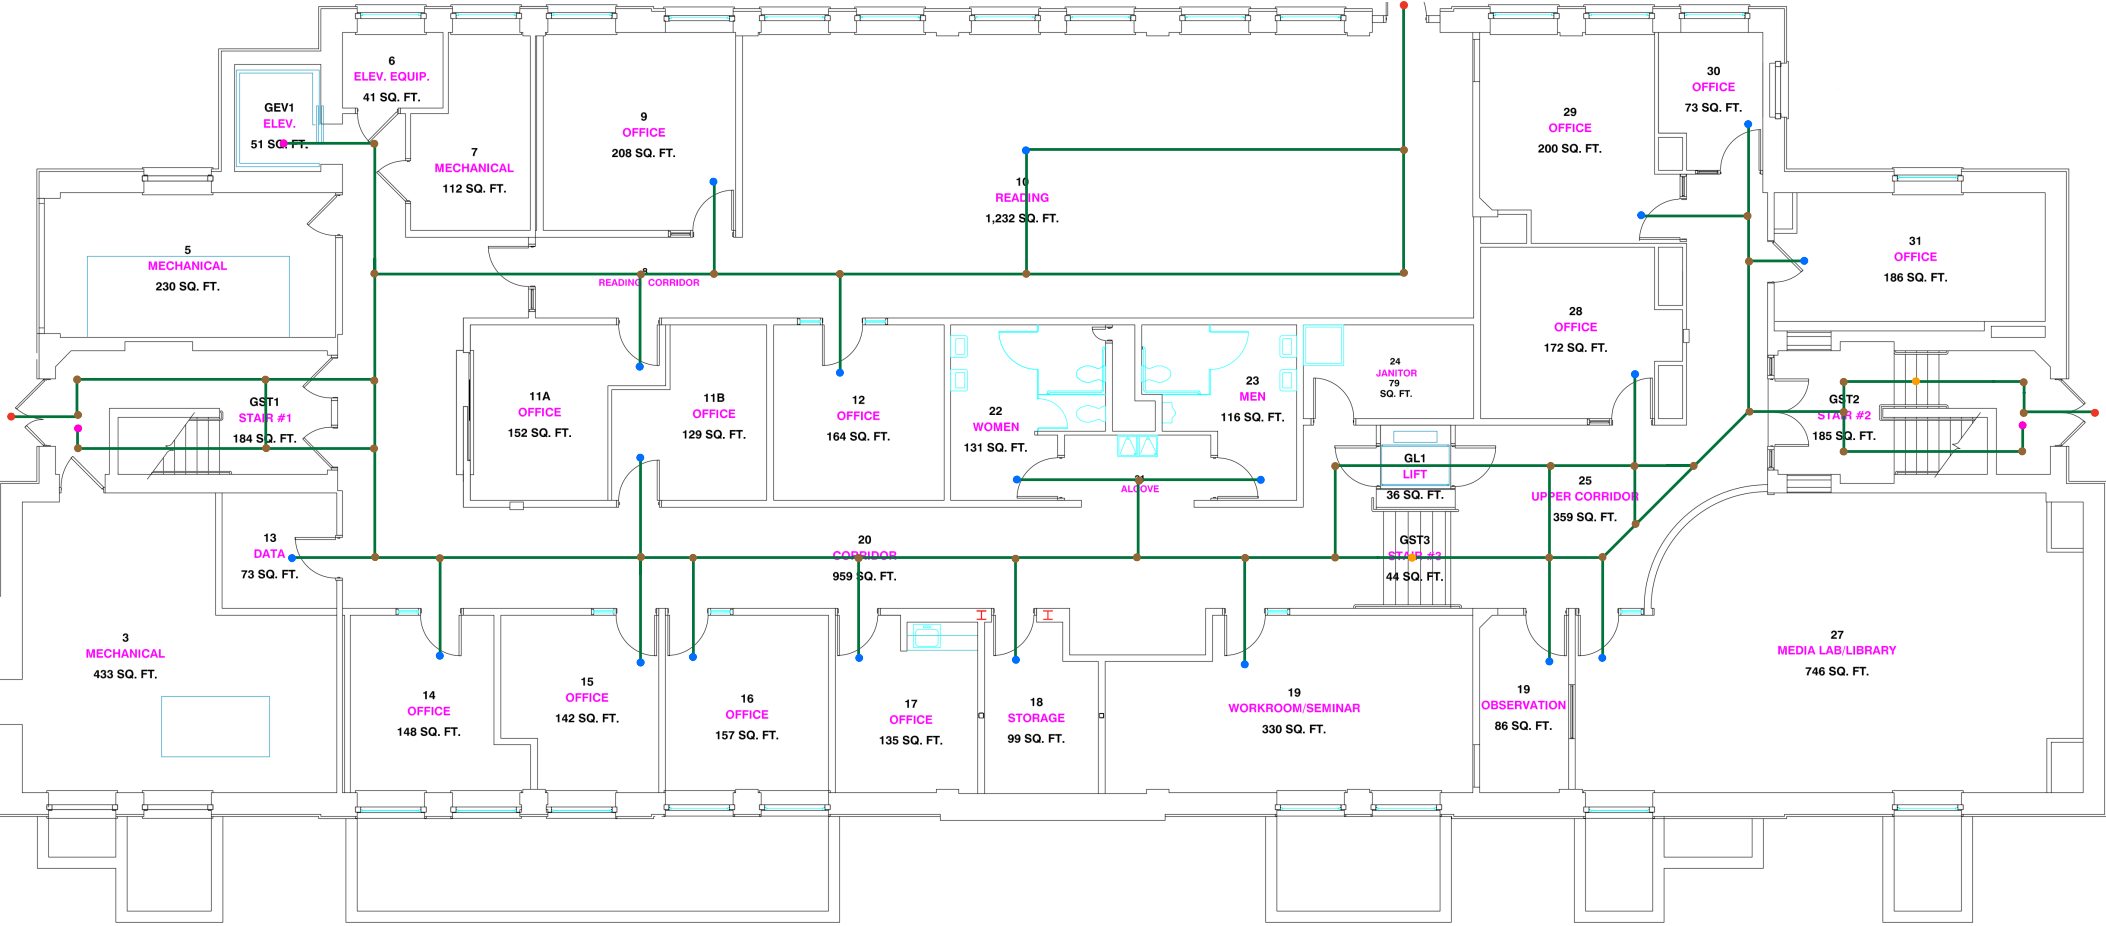 6
ELEV. EQUIP.
41 SQ. FT.
GEV1
ELEV.
51 SQ. FT.
7
MECHANICAL
112 SQ. FT.
9
OFFICE
208 SQ. FT.
10
READING
1,232 SQ. FT.
29
OFFICE
200 SQ. FT.
30
OFFICE
73 SQ. FT.
5
MECHANICAL
230 SQ. FT.
8
READING CORRIDOR
31
OFFICE
186 SQ. FT.
28
OFFICE
172 SQ. FT.
GST1
STAIR #1
184 SQ. FT.
11A
OFFICE
152 SQ. FT.
11B
OFFICE
129 SQ. FT.
12
OFFICE
164 SQ. FT.
22
WOMEN
131 SQ. FT.
23
MEN
116 SQ. FT.
24
JANITOR
79
SQ. FT.
GST2
STAIR #2
185 SQ. FT.
21
ALCOVE
GL1
LIFT
36 SQ. FT.
25
UPPER CORRIDOR
359 SQ. FT.
13
DATA
73 SQ. FT.
20
CORRIDOR
959 SQ. FT.
GST3
STAIR #3
44 SQ. FT.
3
MECHANICAL
433 SQ. FT.
14
OFFICE
148 SQ. FT.
15
OFFICE
142 SQ. FT.
16
OFFICE
157 SQ. FT.
17
OFFICE
135 SQ. FT.
18
STORAGE
99 SQ. FT.
19
WORKROOM/SEMINAR
330 SQ. FT.
19
OBSERVATION
86 SQ. FT.
27
MEDIA LAB/LIBRARY
746 SQ. FT.